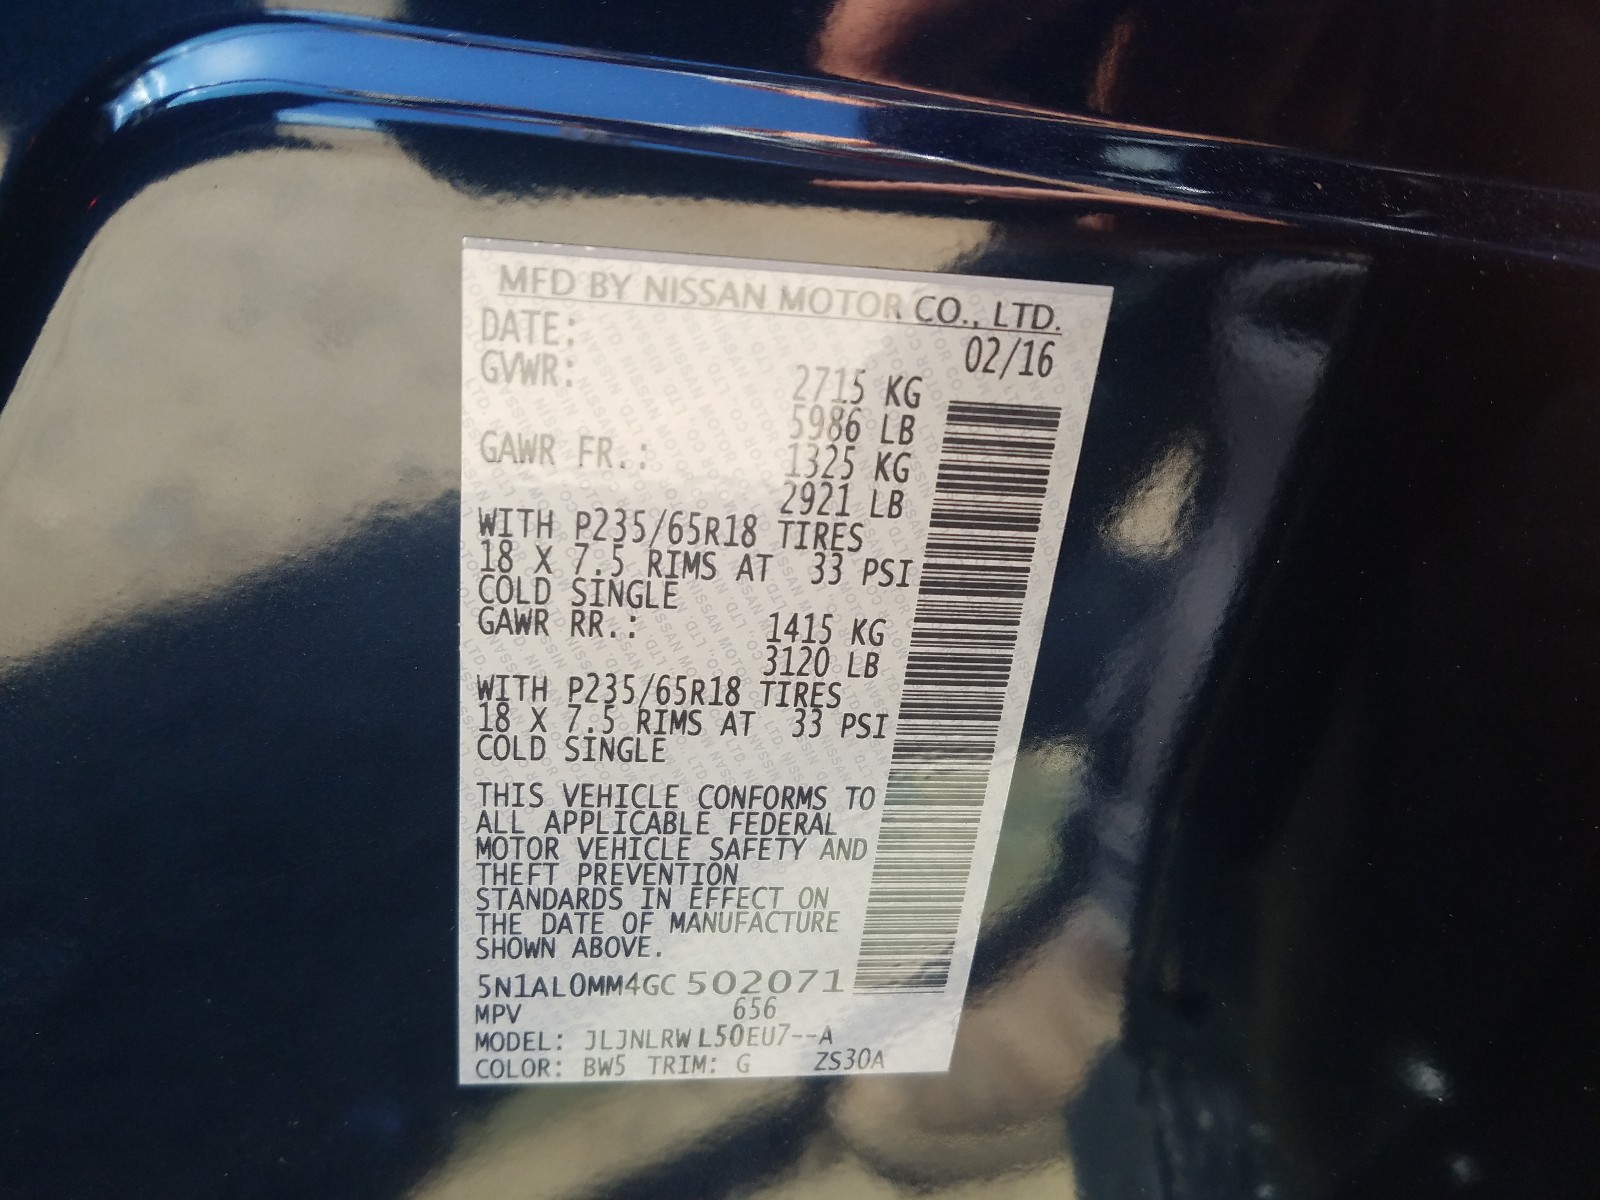 MFD BY NISSAN MOTOR CO., LTD.
DATE: 02/16
GVWR: 2715 KG
5986 LB
GAWR FR.: 1325 KG
2921 LB
WITH P235/65R18 TIRES
18 X 7.5 RIMS AT 33 PSI
COLD SINGLE
GAWR RR.: 1415 KG
3120 LB
WITH P235/65R18 TIRES
18 X 7.5 RIMS AT 33 PSI
COLD SINGLE
THIS VEHICLE CONFORMS TO
ALL APPLICABLE FEDERAL
MOTOR VEHICLE SAFETY AND
THEFT PREVENTION
STANDARDS IN EFFECT ON
THE DATE OF MANUFACTURE
SHOWN ABOVE.
5N1AL0MM4GC502071
MPV 656
MODEL: JLJNLRWL50EU7--A
COLOR: BW5 TRIM: G ZS30A